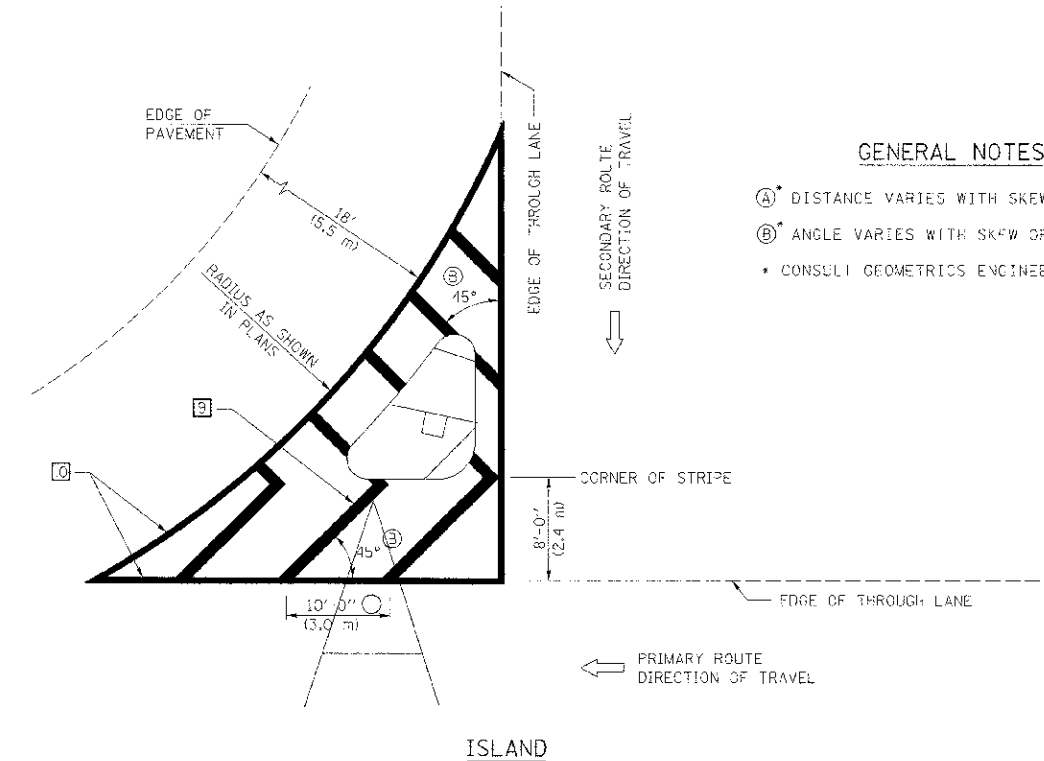 EDGE OF
PAVEMENT
18'
(5.5 m)
RADIUS AS SHOWN
IN PLANS
EDGE OF THROUGH LANE
SECONDARY ROUTE
DIRECTION OF TRAVEL
GENERAL NOTES
A* DISTANCE VARIES WITH SKEW
B* ANGLE VARIES WITH SKEW OF
* CONSULT GEOMETRICS ENGINEE
B
45°
9
CORNER OF STRIPE
8'-0"
(2.4 m)
B
45°
10'-0"
(3.0 m)
EDGE OF THROUGH LANE
PRIMARY ROUTE
DIRECTION OF TRAVEL
ISLAND